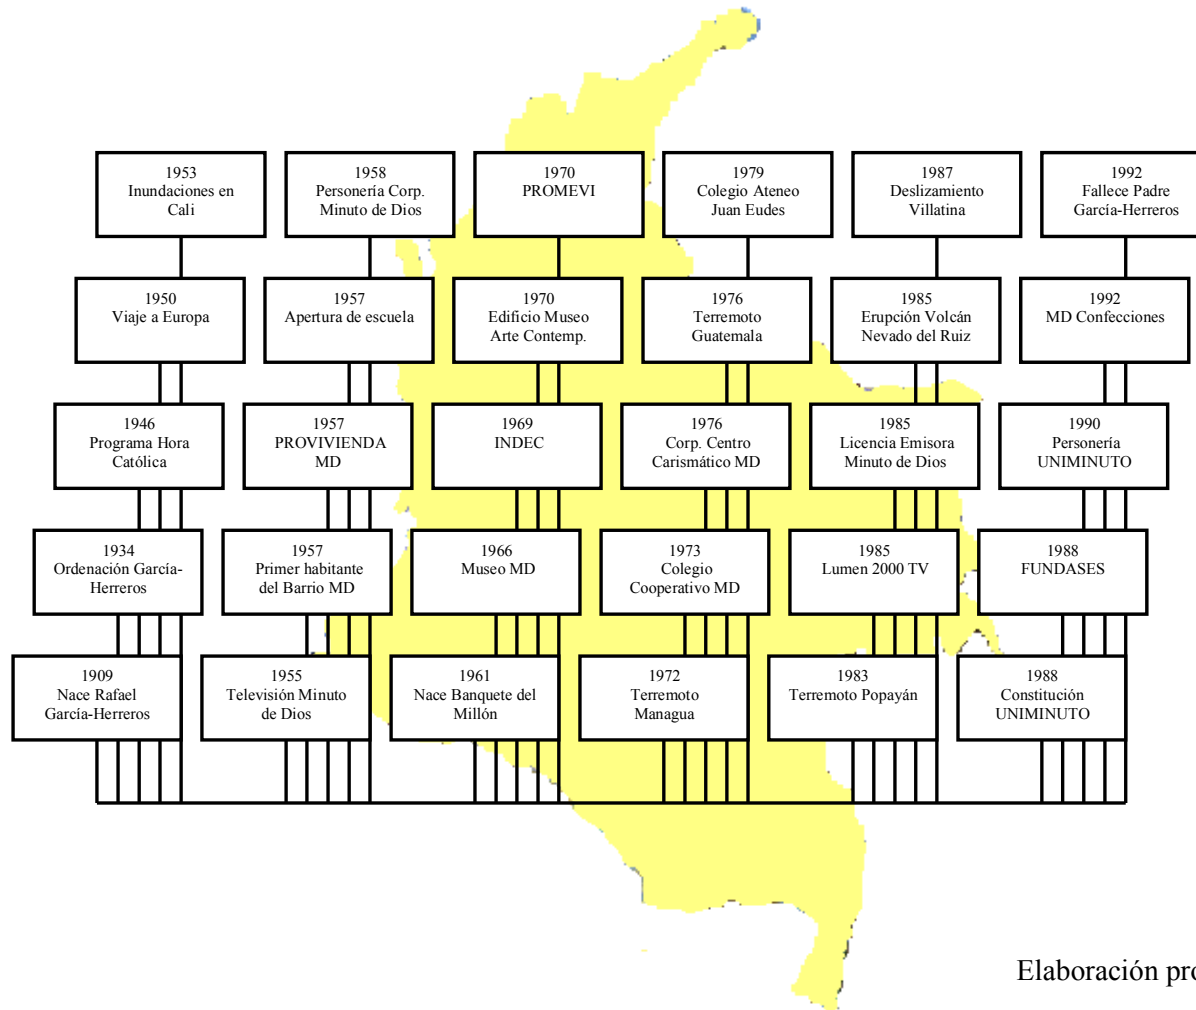 1953
Inundaciones en
Cali
1958
Personería Corp.
Minuto de Dios
1970
PROMEVI
1979
Colegio Ateneo
Juan Eudes
1987
Deslizamiento
Villatina
1992
Fallece Padre
García-Herreros
1950
Viaje a Europa
1957
Apertura de escuela
1970
Edificio Museo
Arte Contemp.
1976
Terremoto
Guatemala
1985
Erupción Volcán
Nevado del Ruiz
1992
MD Confecciones
1946
Programa Hora
Católica
1957
PROVIVIENDA
MD
1969
INDEC
1976
Corp. Centro
Carismático MD
1985
Licencia Emisora
Minuto de Dios
1990
Personería
UNIMINUTO
1934
Ordenación García-
Herreros
1957
Primer habitante
del Barrio MD
1966
Museo MD
1973
Colegio
Cooperativo MD
1985
Lumen 2000 TV
1988
FUNDASES
1909
Nace Rafael
García-Herreros
1955
Televisión Minuto
de Dios
1961
Nace Banquete del
Millón
1972
Terremoto
Managua
1983
Terremoto Popayán
1988
Constitución
UNIMINUTO
Elaboración pro